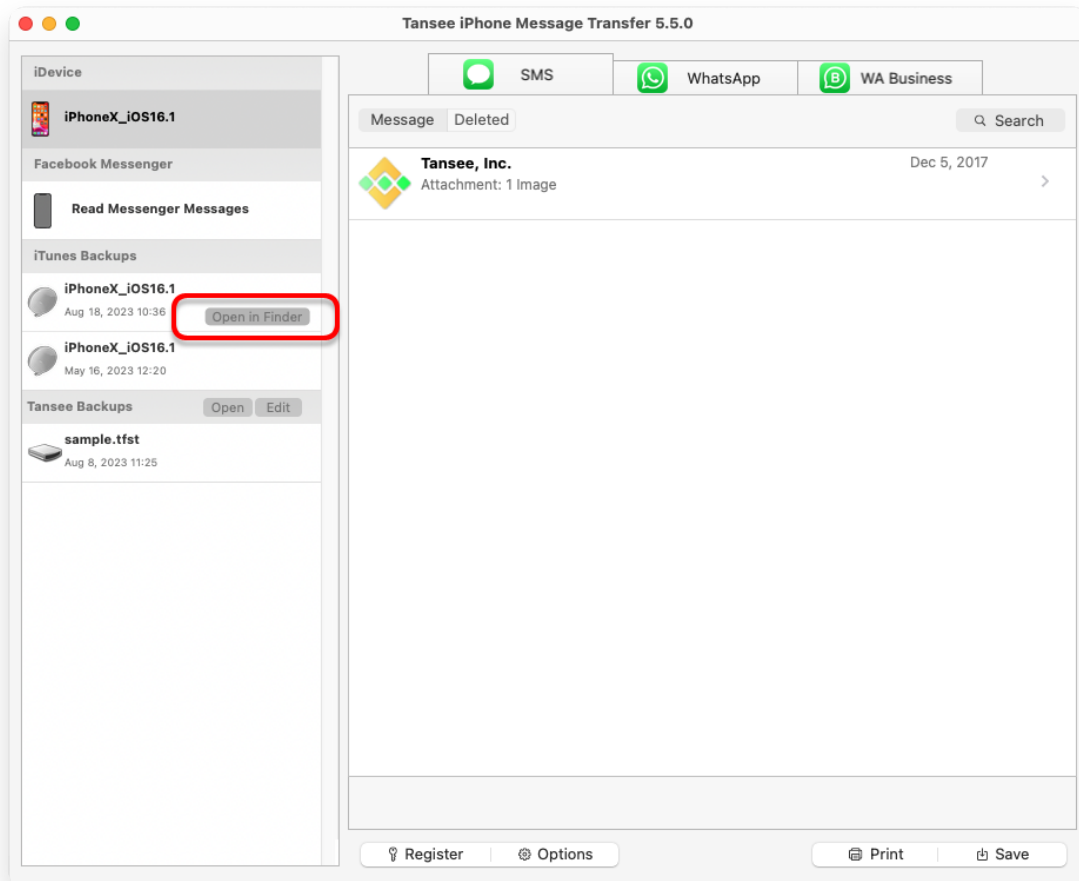 Tansee iPhone Message Transfer 5.5.0
iDevice
iPhoneX_iOS16.1
Facebook Messenger
Read Messenger Messages
iTunes Backups
iPhoneX_iOS16.1
Aug 18, 2023 10:36
Open in Finder
iPhoneX_iOS16.1
May 16, 2023 12:20
Tansee Backups Open Edit
sample.tfst
Aug 8, 2023 11:25
SMS WhatsApp B WA Business
Message Deleted Search
Tansee, Inc. Dec 5, 2017
Attachment: 1 Image
Register Options Print Save